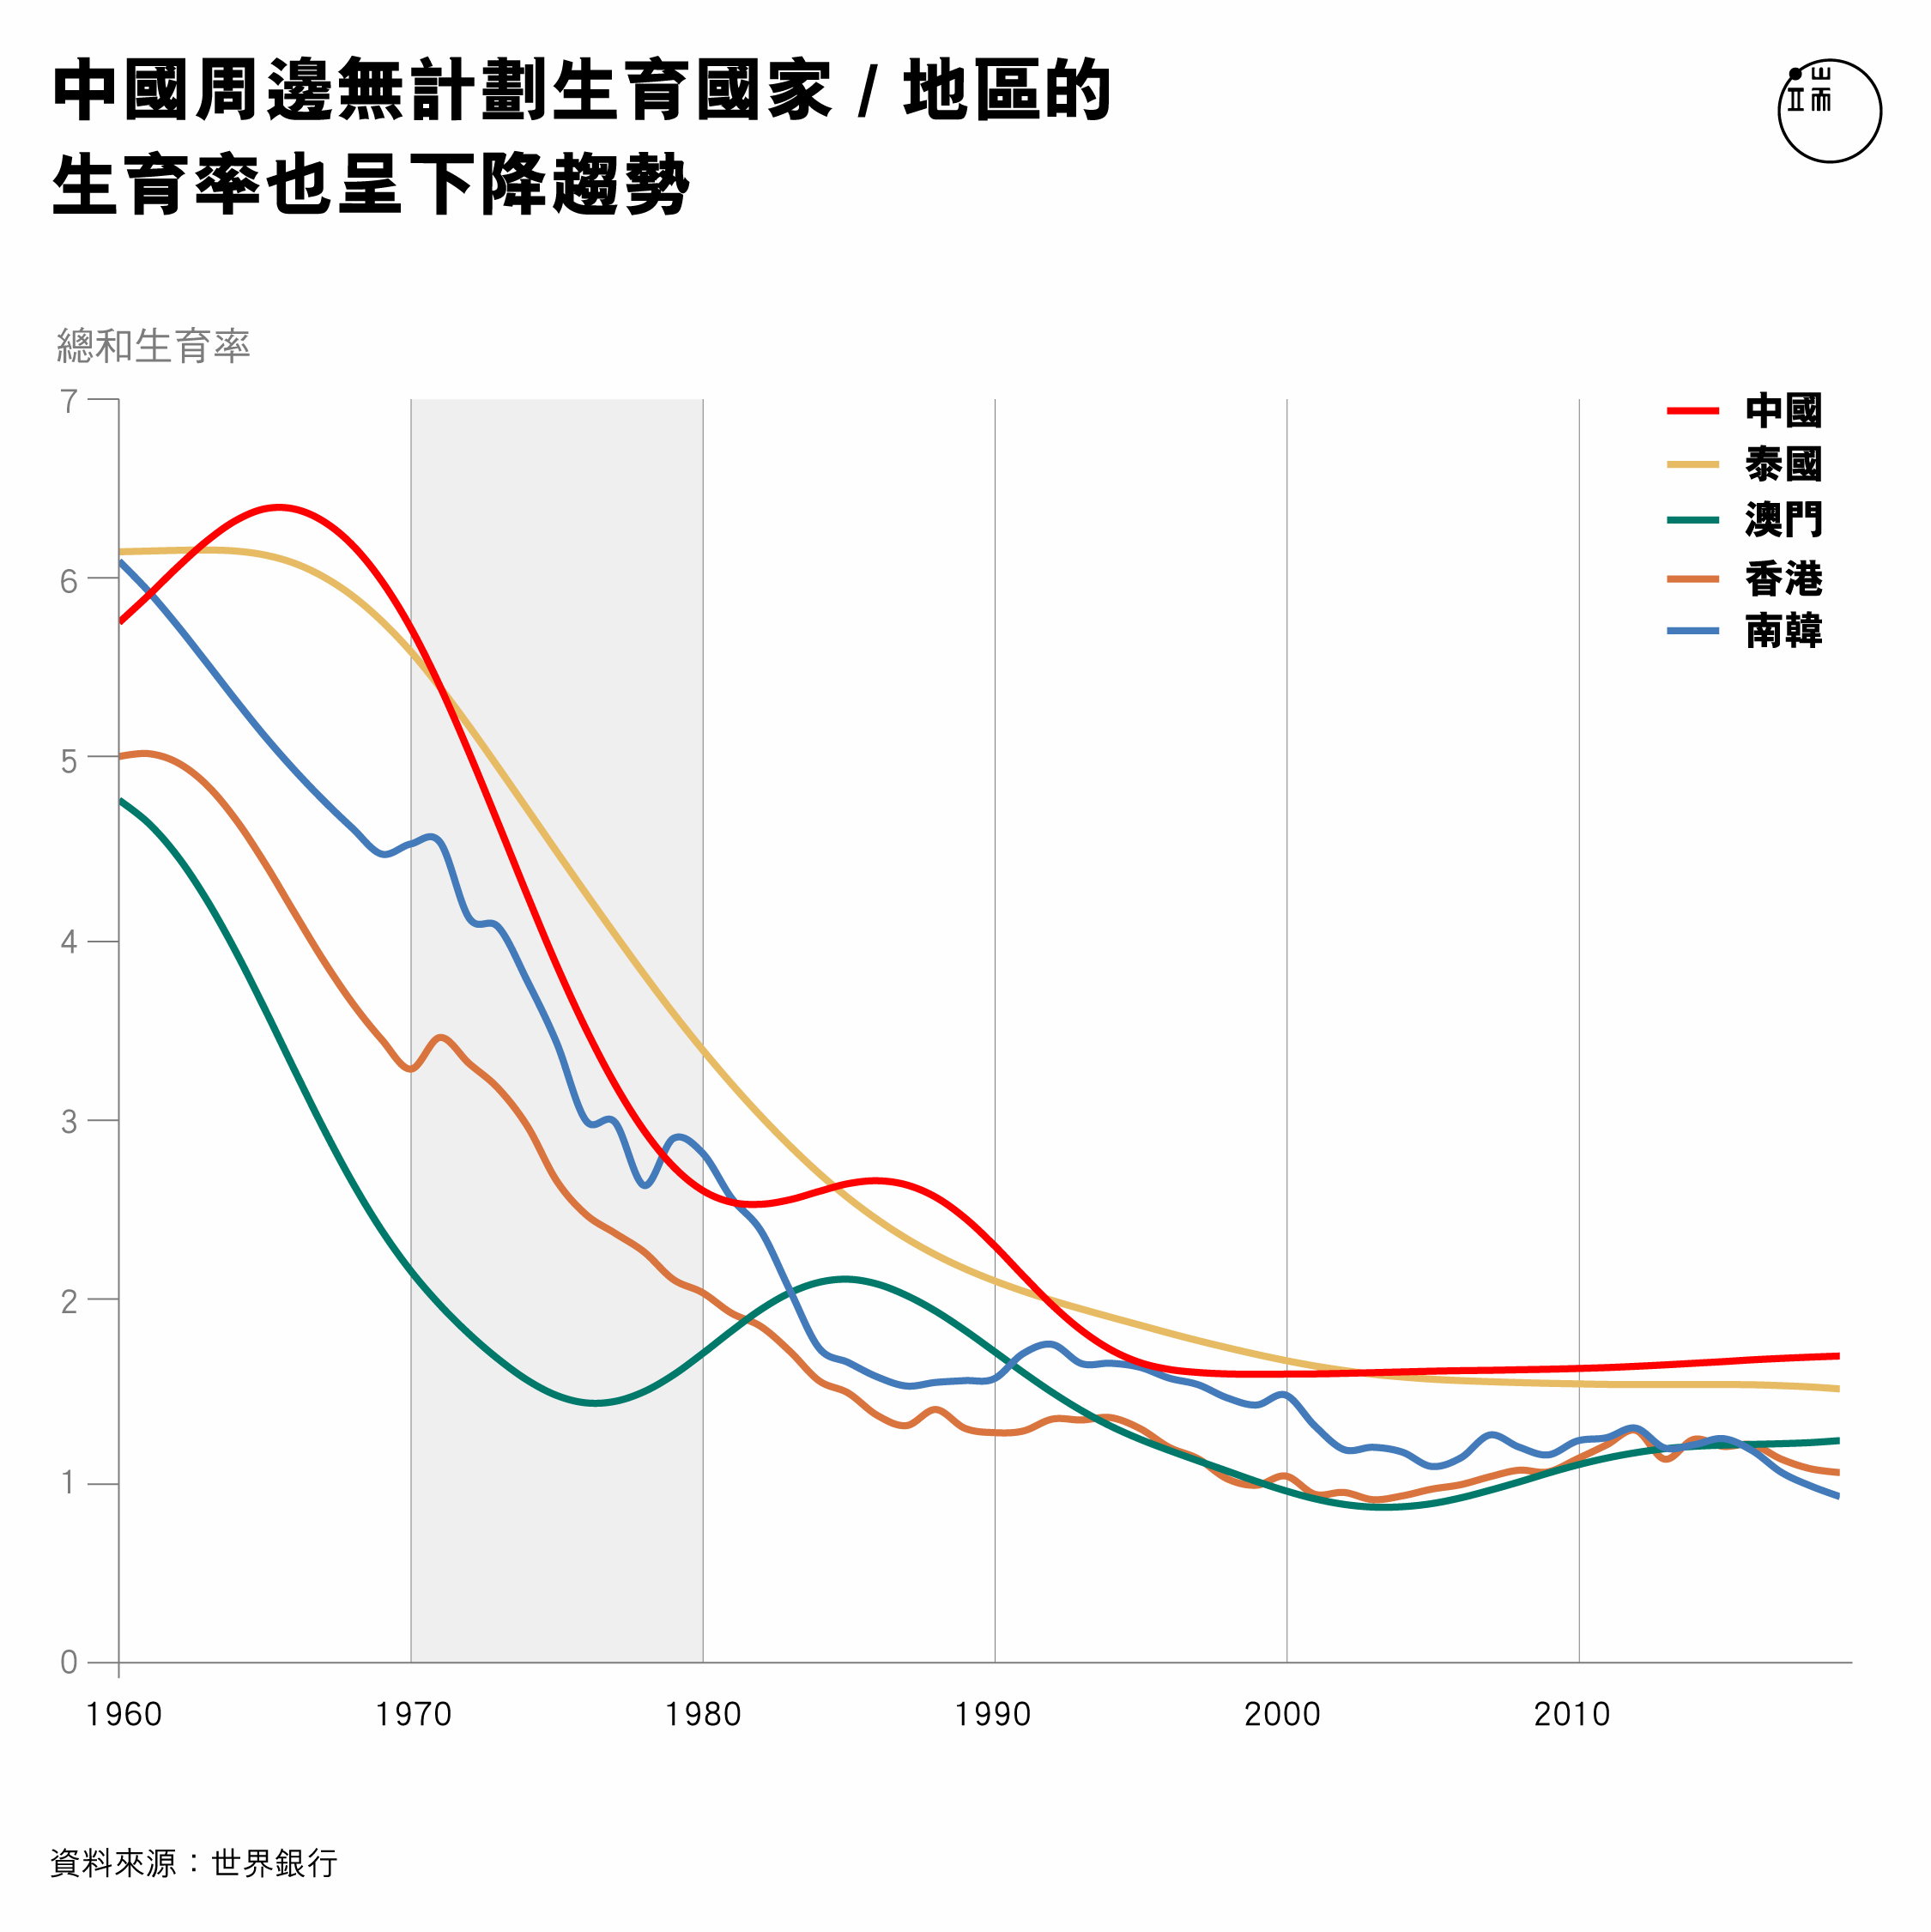 中國周邊無計劃生育國家 / 地區的
生育率也呈下降趨勢
端
總和生育率
7
6
5
4
3
2
1
0
中國
泰國
澳門
香港
南韓
1960
1970
1980
1990
2000
2010
資料來源：世界銀行